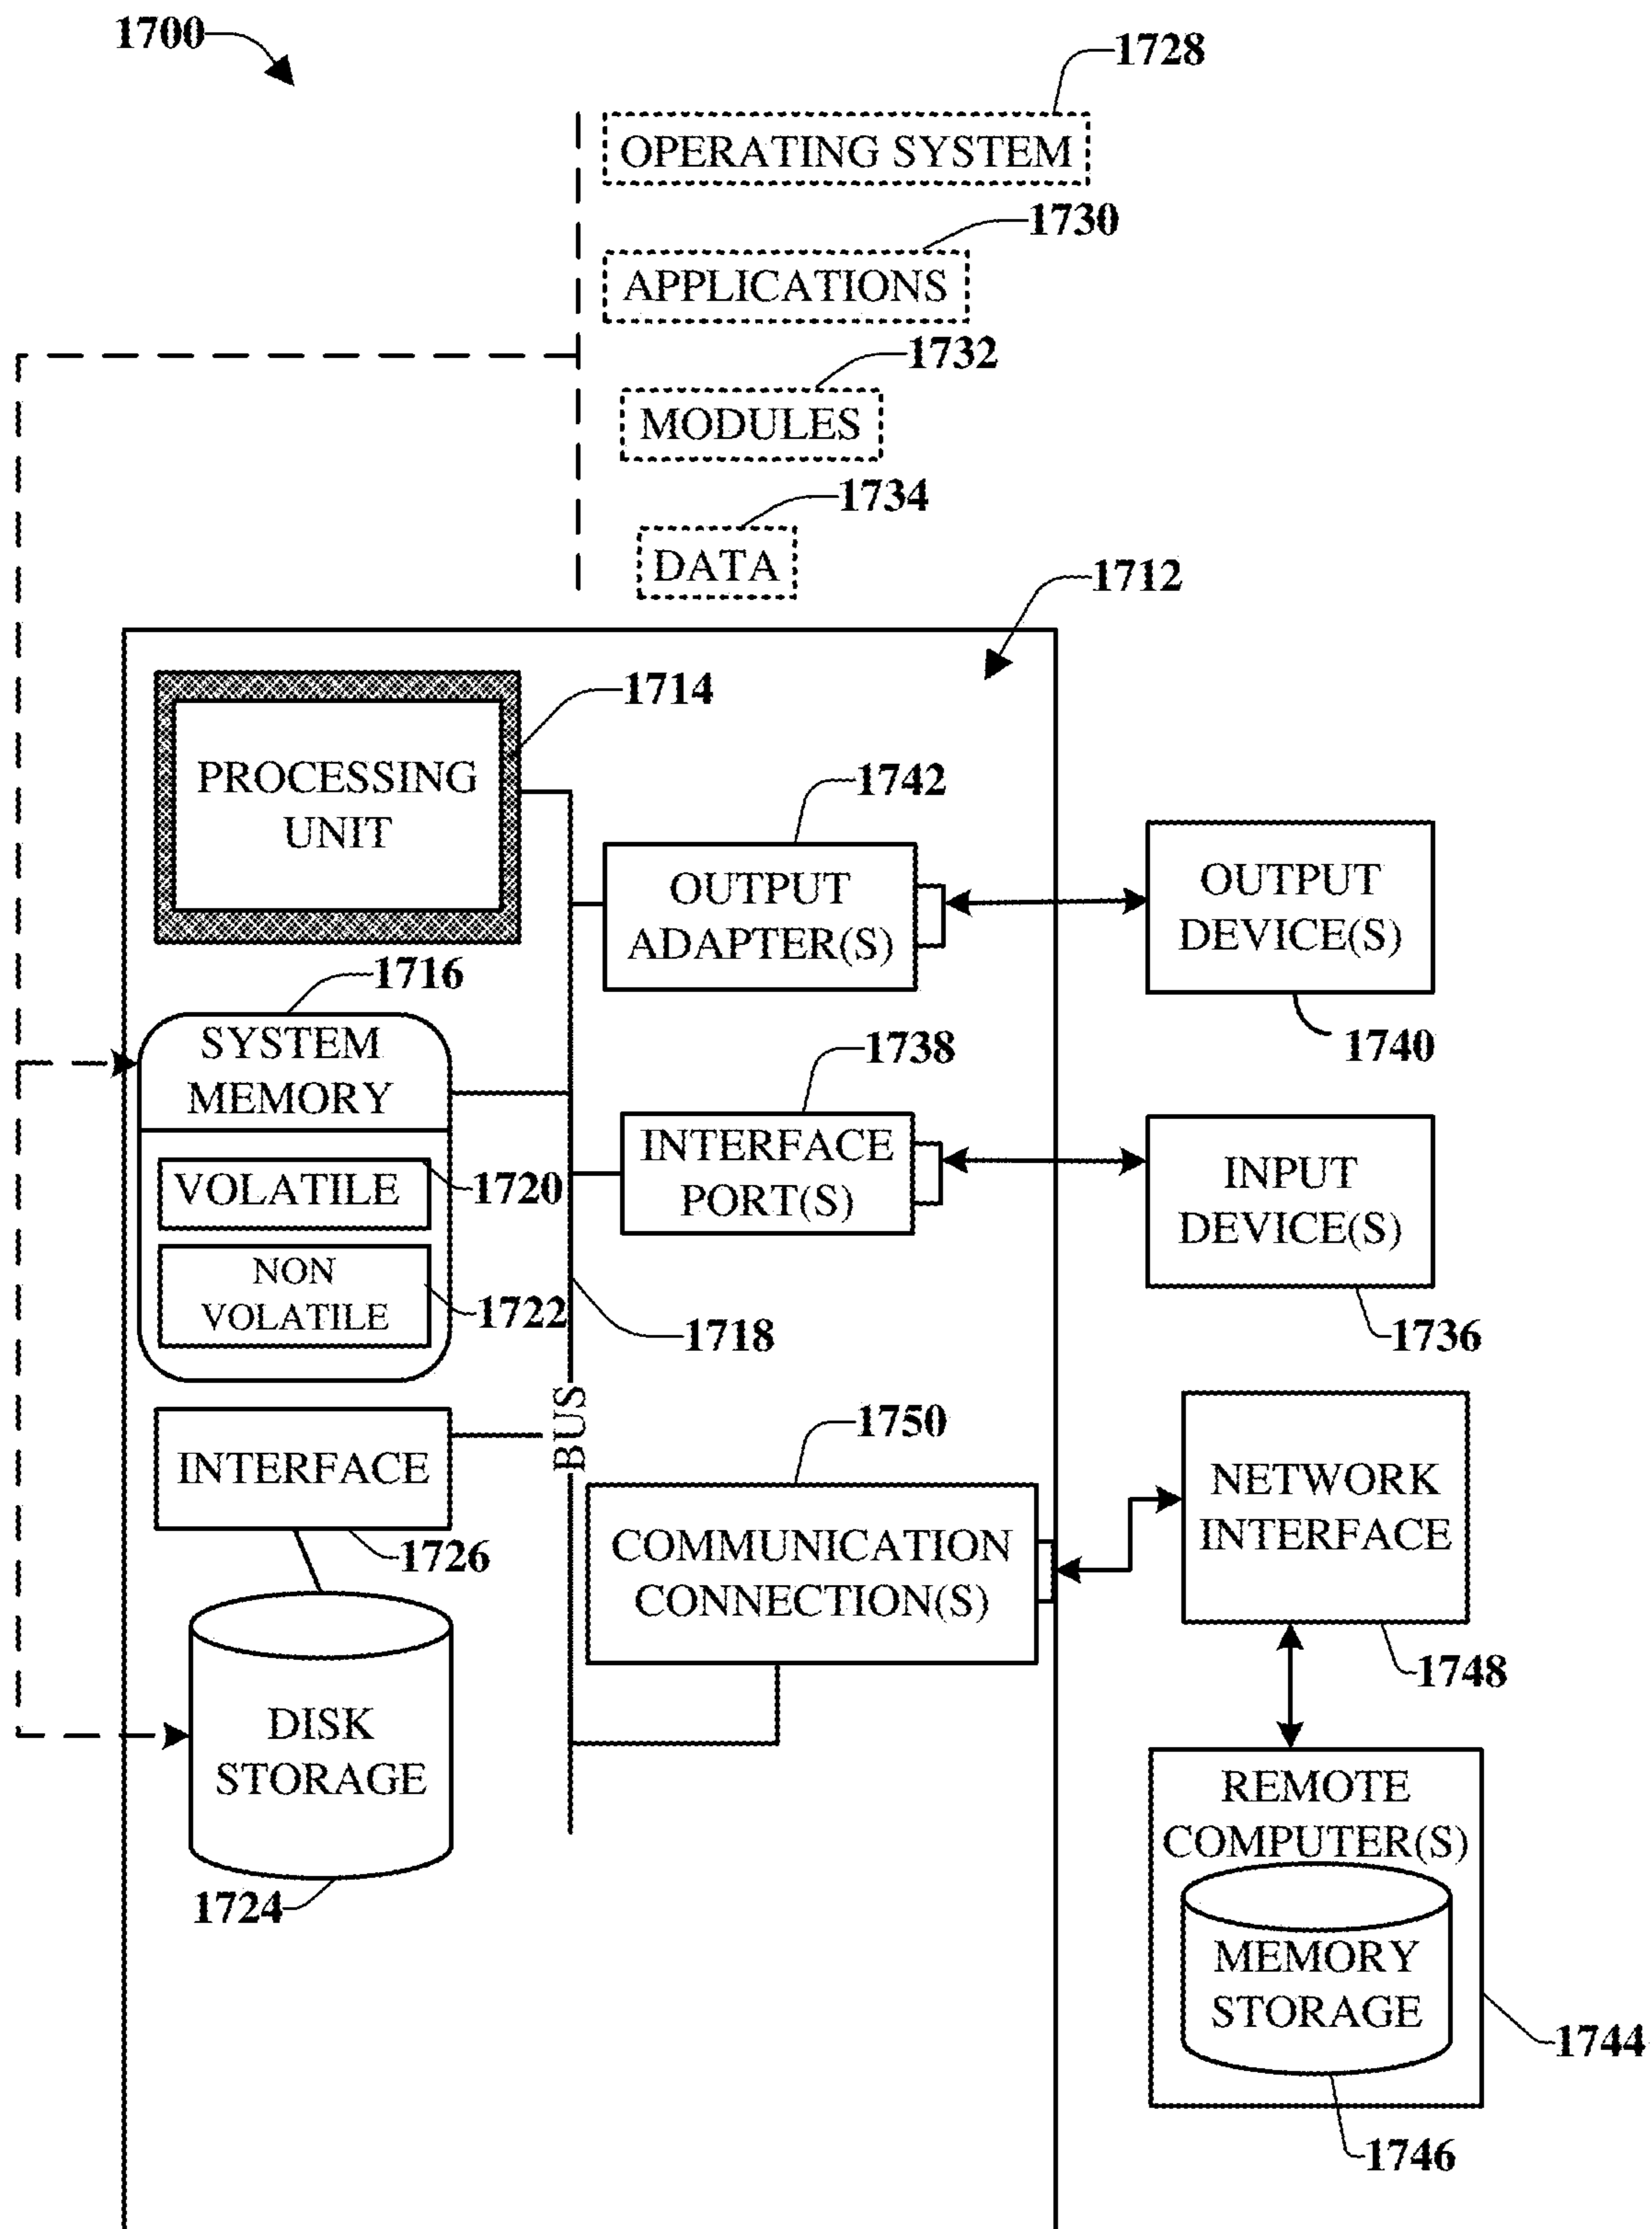 1700
1728
OPERATING SYSTEM
1730
APPLICATIONS
1732
MODULES
1734
DATA
1712
1714
PROCESSING
UNIT
1742
OUTPUT
ADAPTER(S)
OUTPUT
DEVICE(S)
1740
1716
SYSTEM
MEMORY
VOLATILE
1720
NON
VOLATILE
1722
1738
INTERFACE
PORT(S)
INPUT
DEVICE(S)
1736
1718
BUS
INTERFACE
1726
1750
COMMUNICATION
CONNECTION(S)
NETWORK
INTERFACE
1748
DISK
STORAGE
1724
REMOTE
COMPUTER(S)
MEMORY
STORAGE
1744
1746